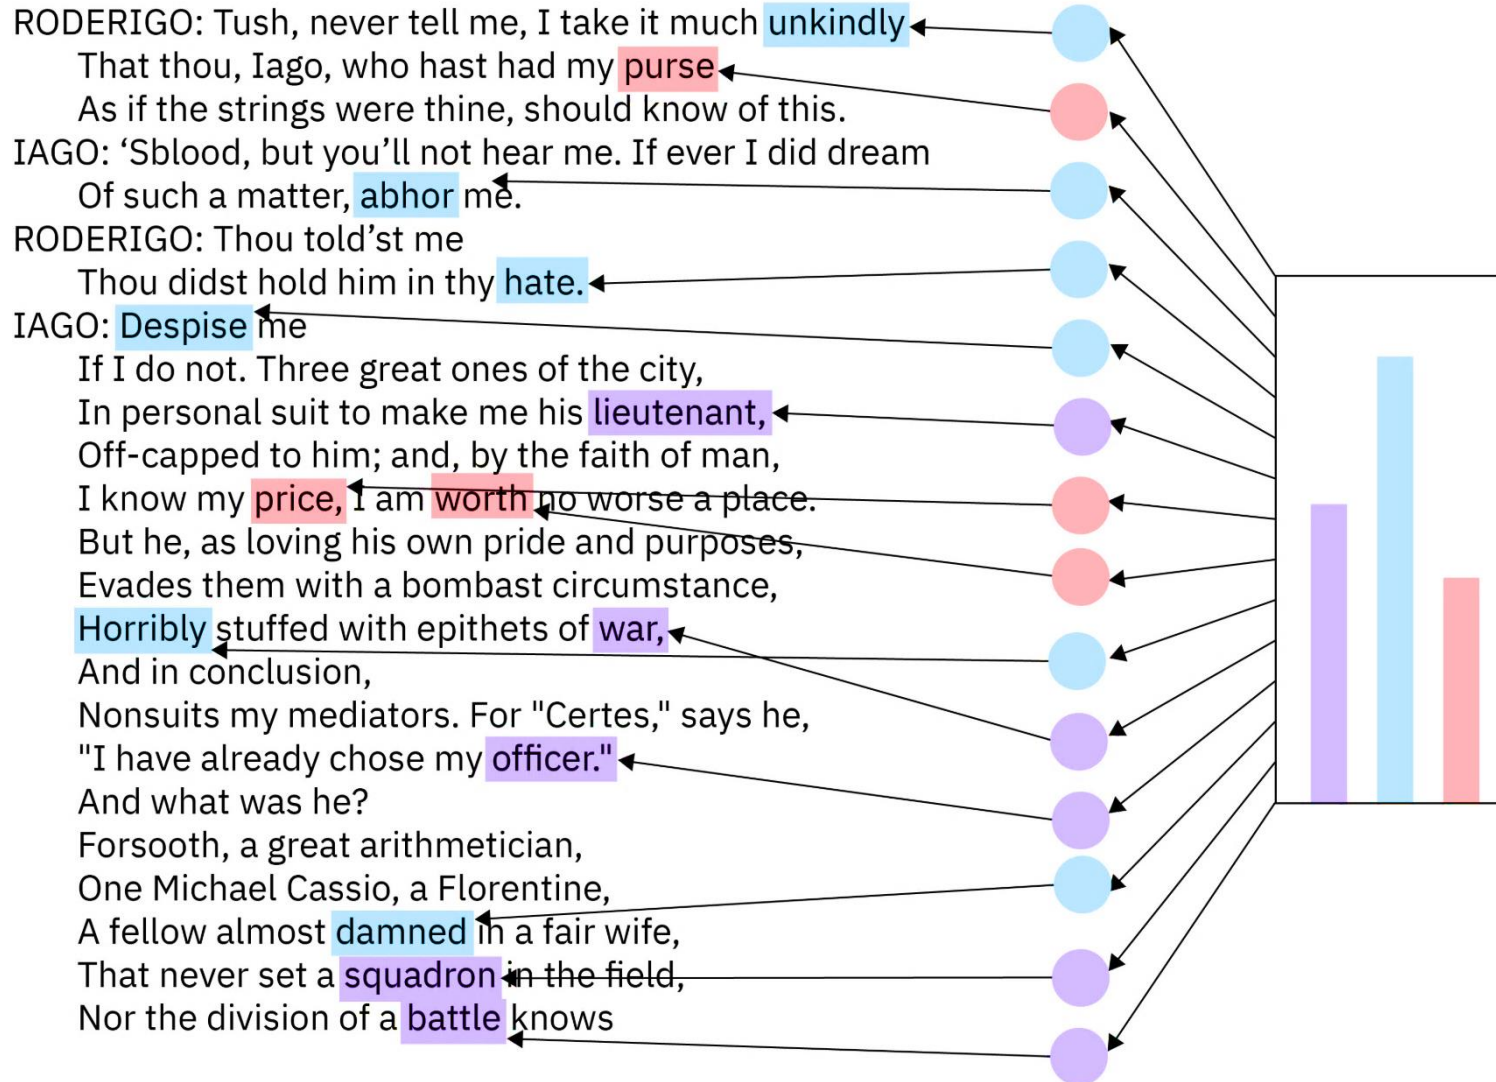 RODERIGO: Tush, never tell me, I take it much unkindly
That thou, Iago, who hast had my purse
As if the strings were thine, should know of this.
IAGO: ‘Sblood, but you’ll not hear me. If ever I did dream
Of such a matter, abhor me.
RODERIGO: Thou told’st me
Thou didst hold him in thy hate.
IAGO: Despise me
If I do not. Three great ones of the city,
In personal suit to make me his lieutenant,
Off-capped to him; and, by the faith of man,
I know my price, I am worth no worse a place.
But he, as loving his own pride and purposes,
Evades them with a bombast circumstance,
Horribly stuffed with epithets of war,
And in conclusion,
Nonsuits my mediators. For "Certes," says he,
"I have already chose my officer."
And what was he?
Forsooth, a great arithmetician,
One Michael Cassio, a Florentine,
A fellow almost damned in a fair wife,
That never set a squadron in the field,
Nor the division of a battle knows